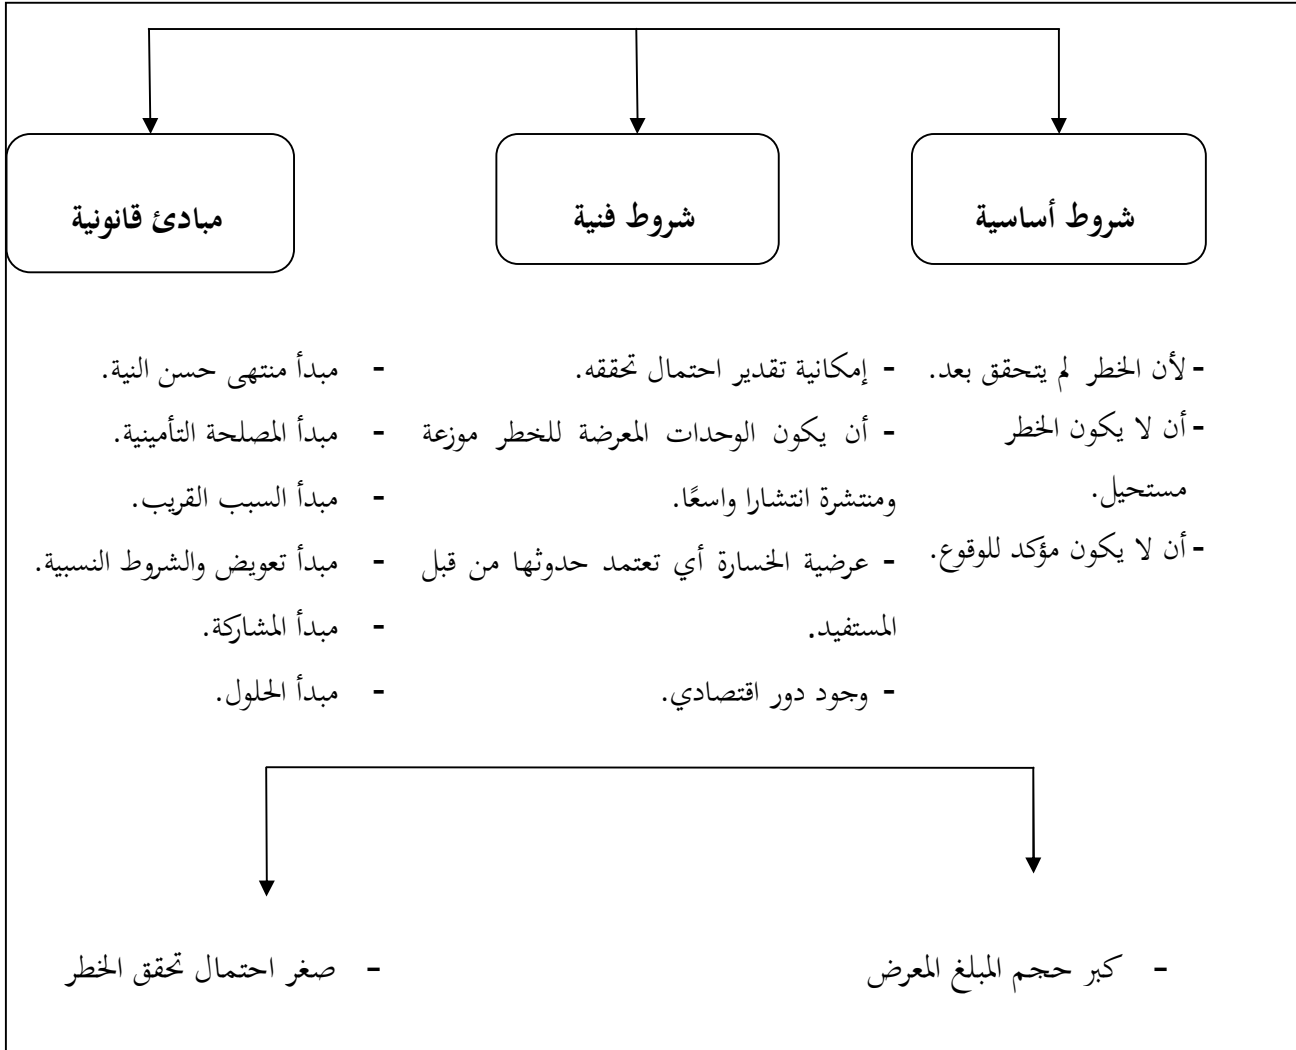 شروط أساسية
شروط فنية
مبادئ قانونية
- لأن الخطر لم يتحقق بعد.
- أن لا يكون الخطر
مستحيل.
- أن لا يكون مؤكد للوقوع.
- إمكانية تقدير احتمال تحققه.
- أن يكون الوحدات المعرضة للخطر موزعة
ومنتشرة انتشارا واسعًا.
- عرضية الخسارة أي تعتمد حدوثها من قبل
المستفيد.
- وجود دور اقتصادي.
- مبدأ منتهى حسن النية.
- مبدأ المصلحة التأمينية.
- مبدأ السبب القريب.
- مبدأ تعويض والشروط النسبية.
- مبدأ المشاركة.
- مبدأ الحلول.
- كبر حجم المبلغ المعرض
- صغر احتمال تحقق الخطر